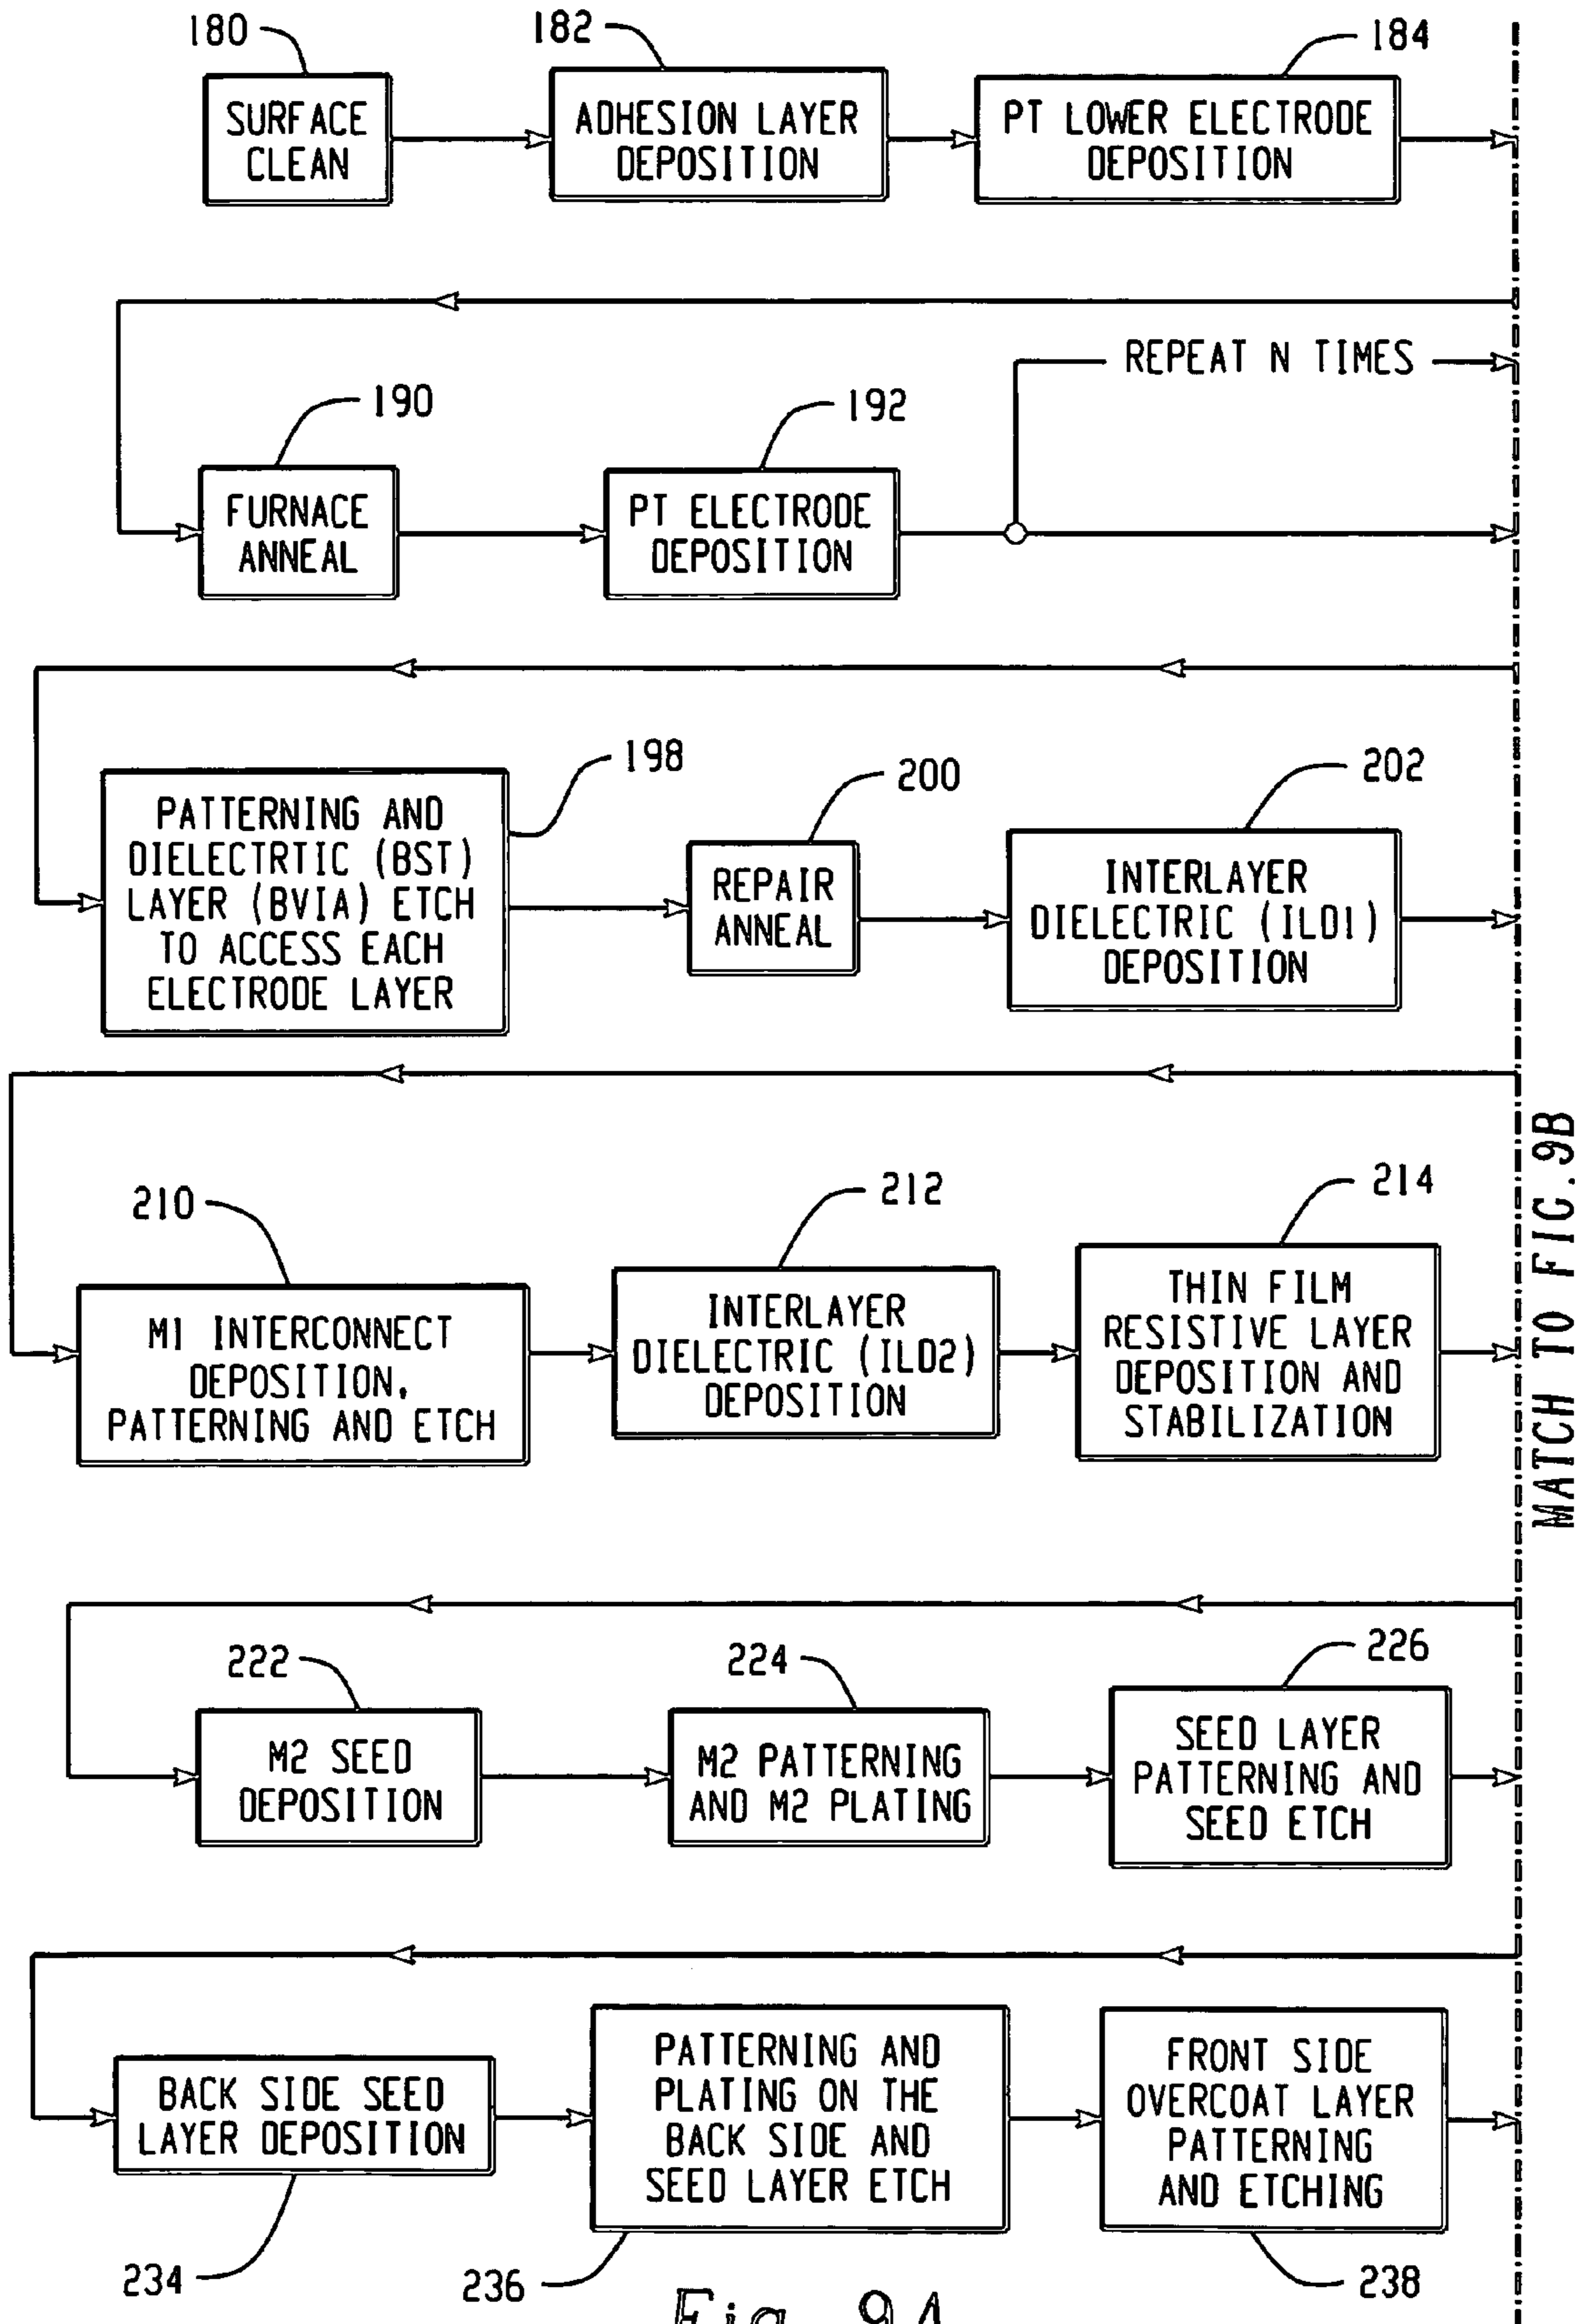 180
182
184
SURFACE
CLEAN
ADHESION LAYER
DEPOSITION
PT LOWER ELECTRODE
DEPOSITION
REPEAT N TIMES
190
192
FURNACE
ANNEAL
PT ELECTRODE
DEPOSITION
198
200
202
PATTERNING AND
DIELECTRTIC (BST)
LAYER (BVIA) ETCH
TO ACCESS EACH
ELECTRODE LAYER
REPAIR
ANNEAL
INTERLAYER
DIELECTRIC (ILD1)
DEPOSITION
210
212
214
M1 INTERCONNECT
DEPOSITION,
PATTERNING AND ETCH
INTERLAYER
DIELECTRIC (ILD2)
DEPOSITION
THIN FILM
RESISTIVE LAYER
DEPOSITION AND
STABILIZATION
MATCH TO FIG.9B
222
224
226
M2 SEED
DEPOSITION
M2 PATTERNING
AND M2 PLATING
SEED LAYER
PATTERNING AND
SEED ETCH
BACK SIDE SEED
LAYER DEPOSITION
PATTERNING AND
PLATING ON THE
BACK SIDE AND
SEED LAYER ETCH
FRONT SIDE
OVERCOAT LAYER
PATTERNING
AND ETCHING
234
236
238
Fig. 9A